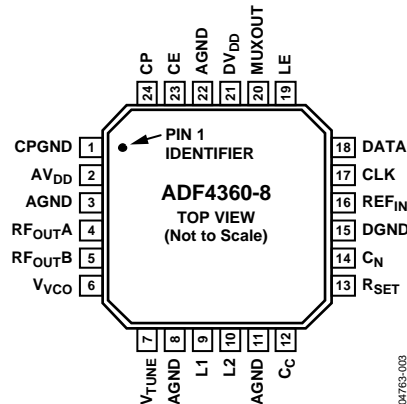 CP
CE
AGND
DVDD
MUXOUT
LE
24
23
22
21
20
19
CPGND 1
AVDD 2
AGND 3
RFOUTA 4
RFOUTB 5
VVCO 6
PIN 1
IDENTIFIER
ADF4360-8
TOP VIEW
(Not to Scale)
18 DATA
17 CLK
16 REFIN
15 DGND
14 CN
13 RSET
7
8
9
10
11
12
VTUNE
AGND
L1
L2
AGND
CC
04763-003